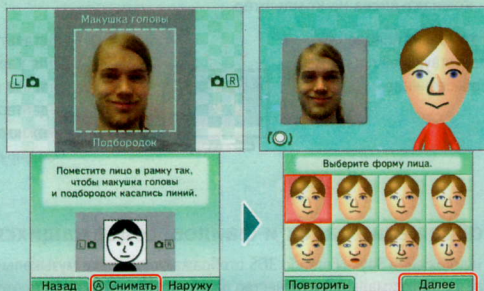 Макушка головы
L R
Подбородок
Поместите лицо в рамку так,
чтобы макушка головы
и подбородок касались линий.
L R
Назад Ⓐ Снимать Наружу
Выберите форму лица.
Повторить Далее